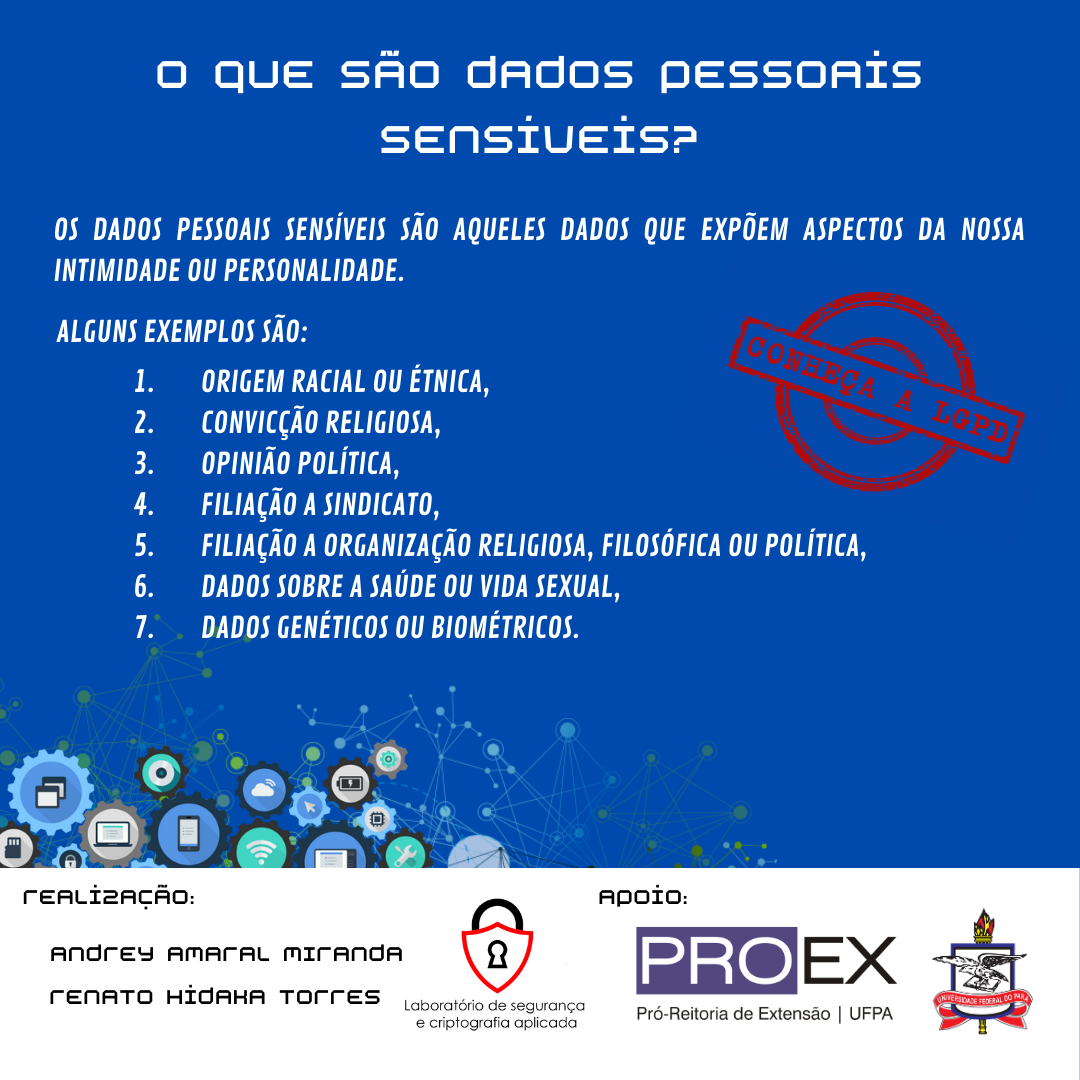 O QUE SÃO DADOS PESSOAIS
SENSÍVEIS?
OS DADOS PESSOAIS SENSÍVEIS SÃO AQUELES DADOS QUE EXPÕEM ASPECTOS DA NOSSA
INTIMIDADE OU PERSONALIDADE.
ALGUNS EXEMPLOS SÃO:
1. ORIGEM RACIAL OU ÉTNICA,
2. CONVICÇÃO RELIGIOSA,
3. OPINIÃO POLÍTICA,
4. FILIAÇÃO A SINDICATO,
5. FILIAÇÃO A ORGANIZAÇÃO RELIGIOSA, FILOSÓFICA OU POLÍTICA,
6. DADOS SOBRE A SAÚDE OU VIDA SEXUAL,
7. DADOS GENÉTICOS OU BIOMÉTRICOS.
CONHEÇA A LGPD
REALIZAÇÃO:
ANDREY AMARAL MIRANDA
RENATO HIDAKA TORRES
Laboratório de segurança
e criptografia aplicada
APOIO:
PROEX
Pró-Reitoria de Extensão | UFPA
UNIVERSIDADE FEDERAL DO PARÁ